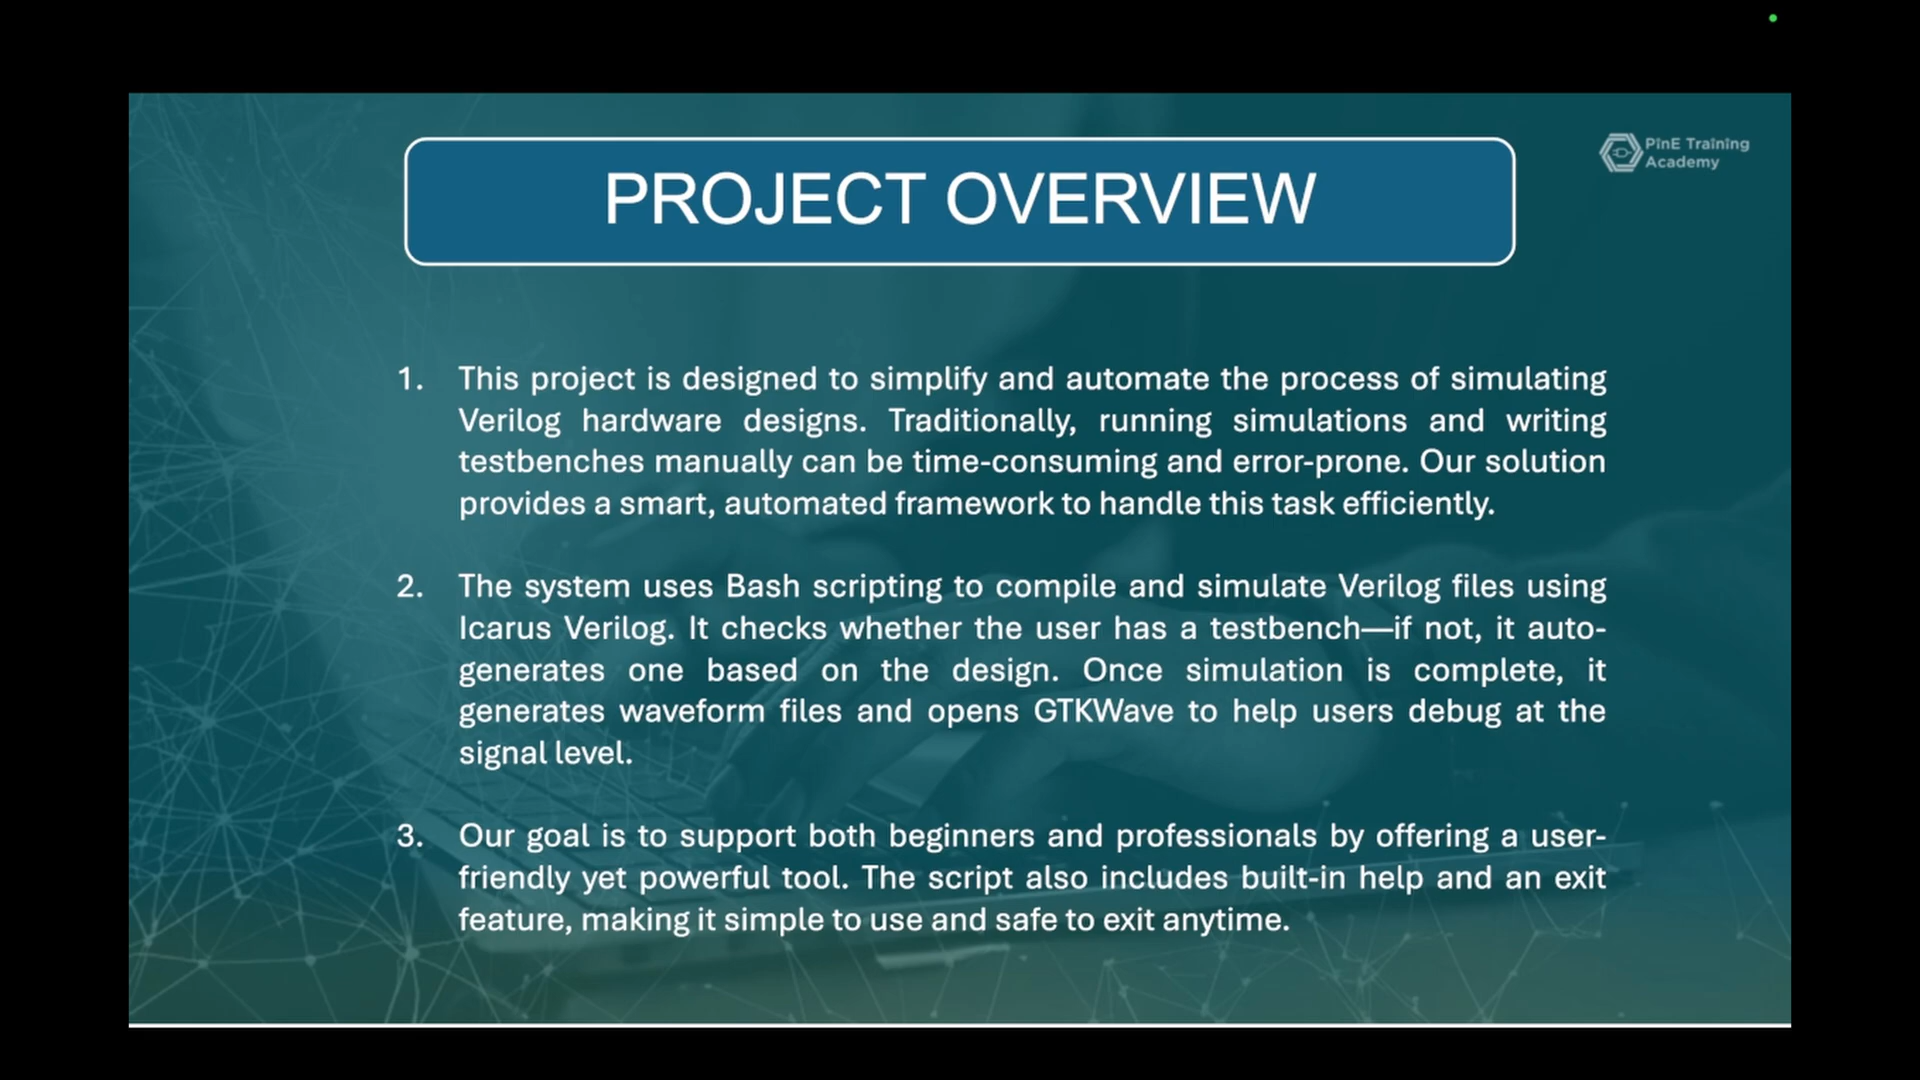 PROJECT OVERVIEW
PinE Training
Academy
1. This project is designed to simplify and automate the process of simulating
Verilog hardware designs. Traditionally, running simulations and writing
testbenches manually can be time-consuming and error-prone. Our solution
provides a smart, automated framework to handle this task efficiently.
2. The system uses Bash scripting to compile and simulate Verilog files using
Icarus Verilog. It checks whether the user has a testbench—if not, it auto-
generates one based on the design. Once simulation is complete, it
generates waveform files and opens GTKWave to help users debug at the
signal level.
3. Our goal is to support both beginners and professionals by offering a user-
friendly yet powerful tool. The script also includes built-in help and an exit
feature, making it simple to use and safe to exit anytime.